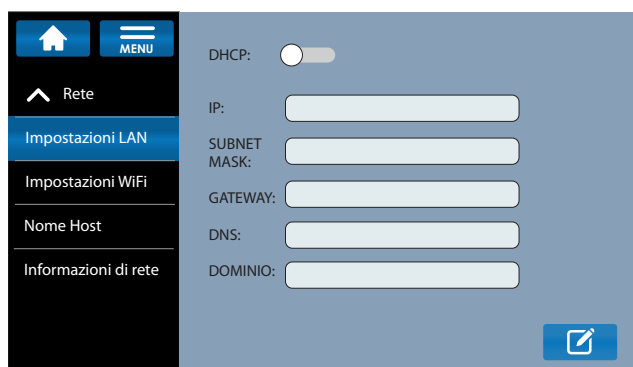 MENU
Rete
Impostazioni LAN
Impostazioni WiFi
Nome Host
Informazioni di rete
DHCP:
IP:
SUBNET
MASK:
GATEWAY:
DNS:
DOMINIO: